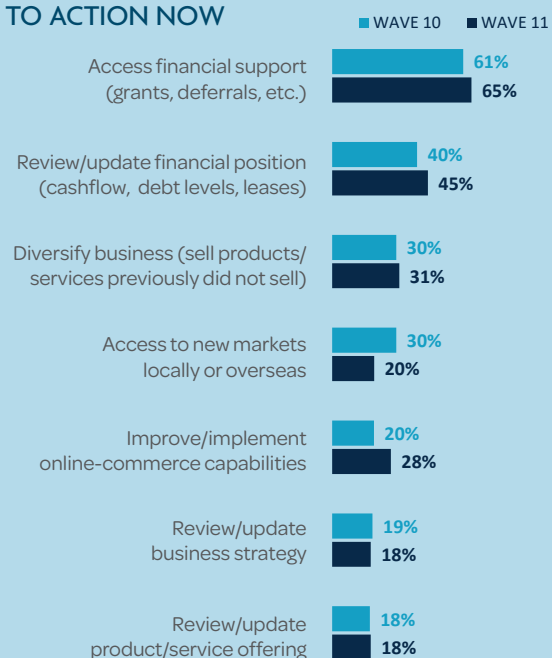 TO ACTION NOW
WAVE 10 WAVE 11
Access financial support
(grants, deferrals, etc.)
61%
65%
Review/update financial position
(cashflow, debt levels, leases)
40%
45%
Diversify business (sell products/
services previously did not sell)
30%
31%
Access to new markets
locally or overseas
30%
20%
Improve/implement
online-commerce capabilities
20%
28%
Review/update
business strategy
19%
18%
Review/update
product/service offering
18%
18%